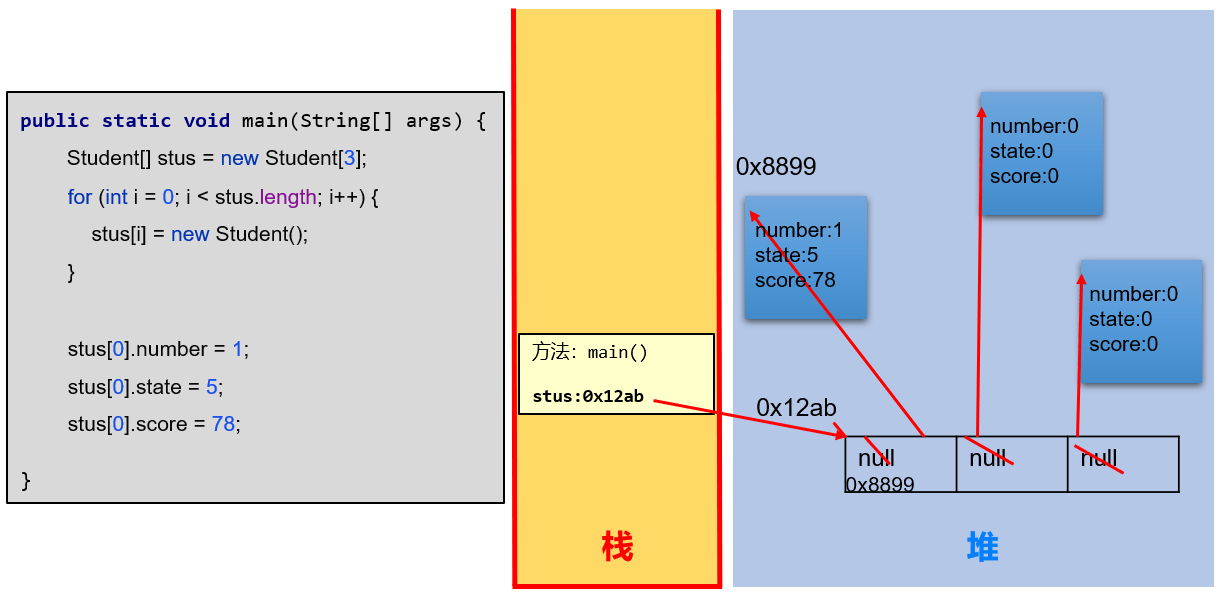 public static void main(String[] args) {
Student[] stus = new Student[3];
for (int i = 0; i < stus.length; i++) {
stus[i] = new Student();
}
stus[0].number = 1;
stus[0].state = 5;
stus[0].score = 78;
}
方法：main()
stus:0x12ab
栈
0x8899
number:1
state:5
score:78
number:0
state:0
score:0
number:0
state:0
score:0
0x12ab
null
0x8899
null
null
堆